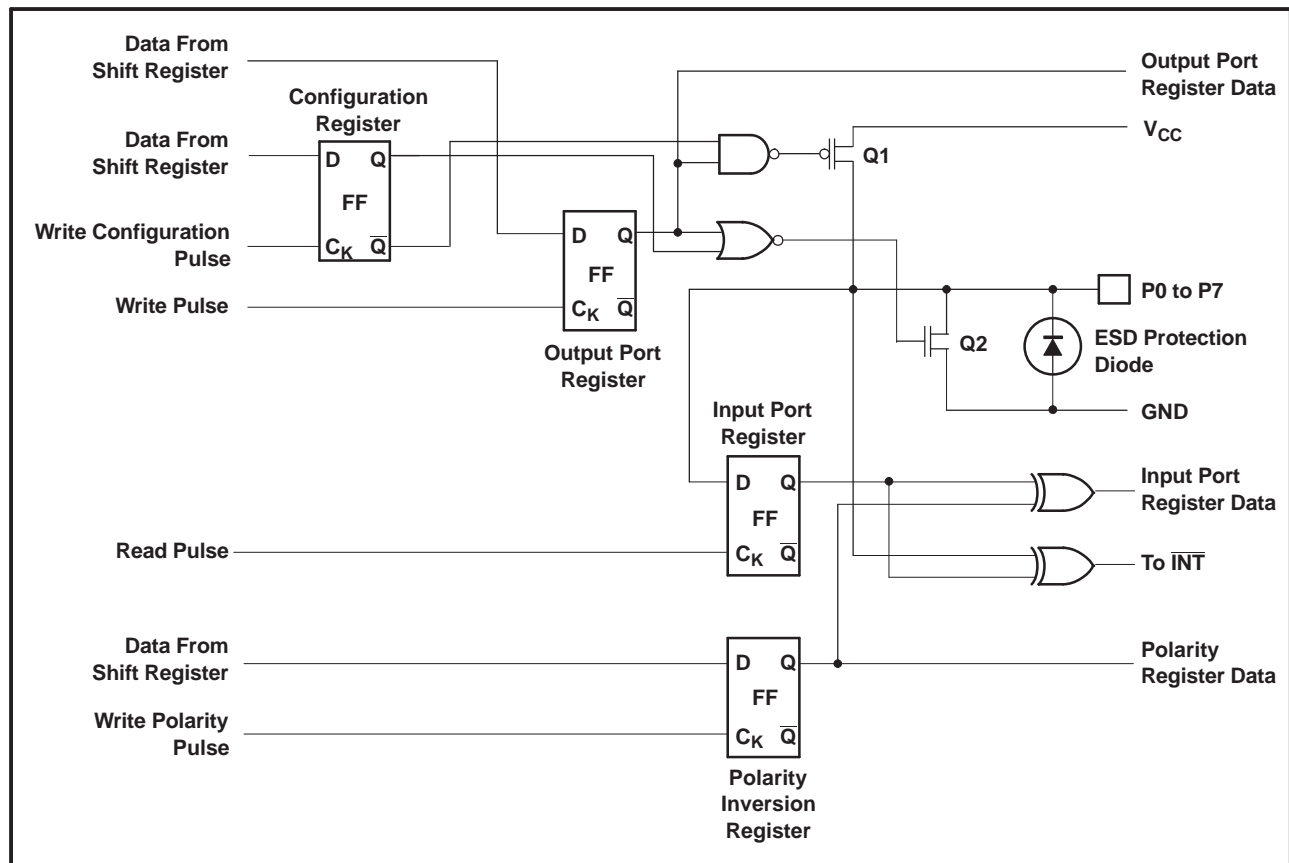 Data From
Shift Register
Output Port
Register Data
Configuration
Register
VCC
Data From
Shift Register
D Q
FF
CK Q̅
Q1
Write Configuration
Pulse
D Q
FF
CK Q̅
Write Pulse
Output Port
Register
P0 to P7
Q2
ESD Protection
Diode
GND
Input Port
Register
D Q
FF
CK Q̅
Input Port
Register Data
Read Pulse
To I̅N̅T̅
Data From
Shift Register
D Q
FF
CK Q̅
Polarity
Register Data
Write Polarity
Pulse
Polarity
Inversion
Register